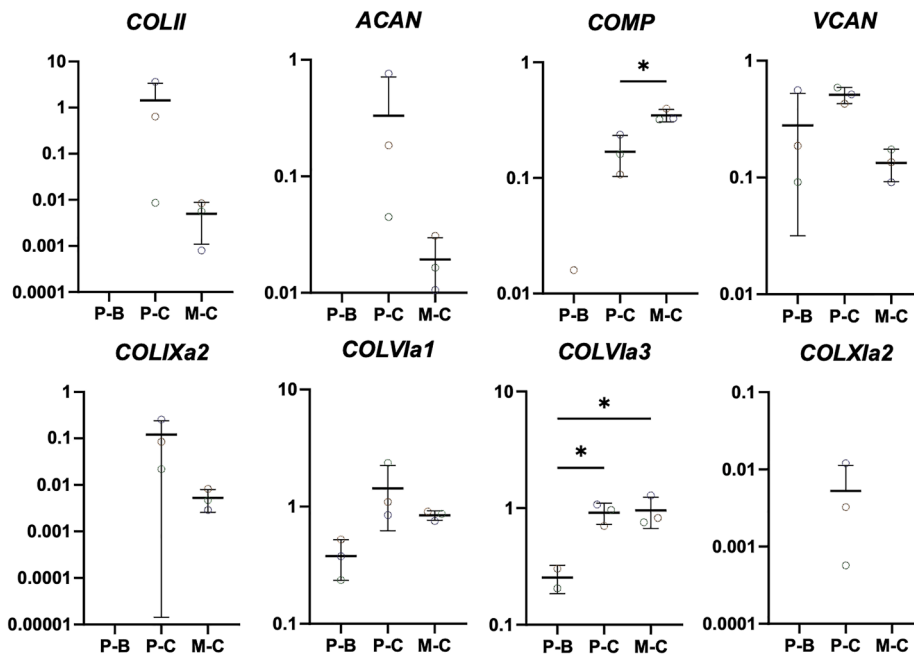 COLII
10
1
0.1
0.01
0.001
0.0001
P-B P-C M-C
ACAN
1
0.1
0.01
P-B P-C M-C
COMP
1
*
0.1
0.01
P-B P-C M-C
VCAN
1
0.1
0.01
P-B P-C M-C
COLIXa2
1
0.1
0.01
0.001
0.0001
0.00001
P-B P-C M-C
COLVIa1
10
1
0.1
P-B P-C M-C
COLVIa3
10
*
*
1
0.1
P-B P-C M-C
COLXIa2
0.1
0.01
0.001
0.0001
P-B P-C M-C